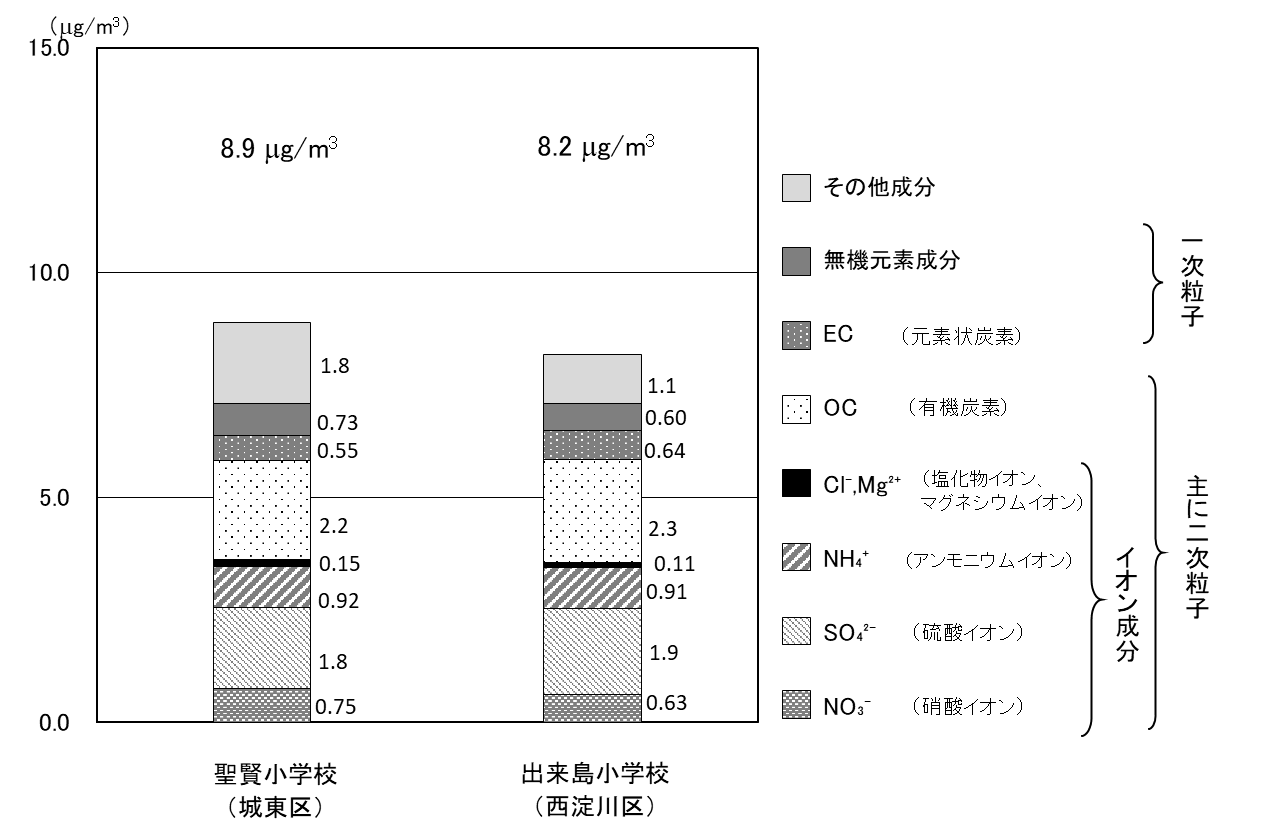 （μg/m³）
15.0
10.0
5.0
0.0
8.9 μg/m³
8.2 μg/m³
1.8
0.73
0.55
2.2
0.15
0.92
1.8
0.75
1.1
0.60
0.64
2.3
0.11
0.91
1.9
0.63
聖賢小学校
（城東区）
出来島小学校
（西淀川区）
その他成分
無機元素成分
EC （元素状炭素）
OC （有機炭素）
Cl⁻,Mg²⁺ （塩化物イオン、
マグネシウムイオン）
NH₄⁺ （アンモニウムイオン）
SO₄²⁻ （硫酸イオン）
NO₃⁻ （硝酸イオン）
一次粒子
イオン成分
主に二次粒子